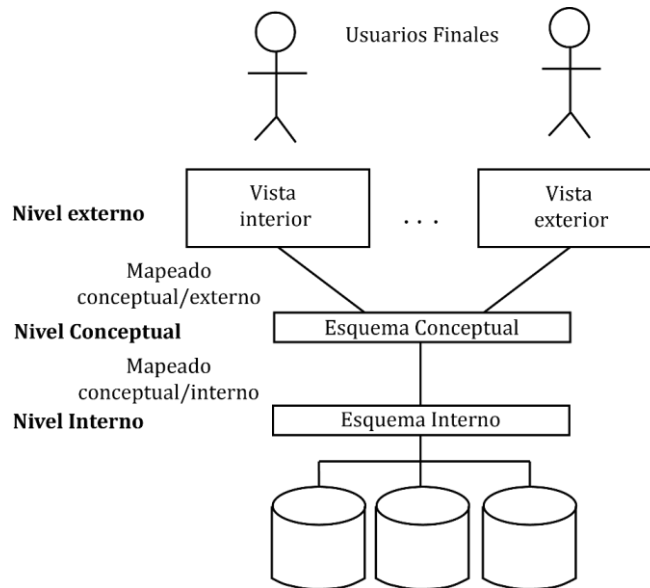 Usuarios Finales
Nivel externo
Vista
interior
. . .
Vista
exterior
Mapeado
conceptual/externo
Nivel Conceptual
Esquema Conceptual
Mapeado
conceptual/interno
Nivel Interno
Esquema Interno